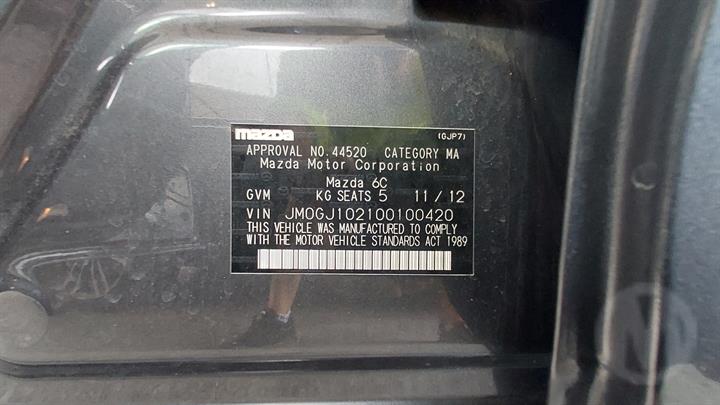 mazda (GJP7)
APPROVAL NO.44520 CATEGORY MA
Mazda Motor Corporation
Mazda 6C
GVM KG SEATS 5 11/12
VIN JM0GJ102100100420
THIS VEHICLE WAS MANUFACTURED TO COMPLY
WITH THE MOTOR VEHICLE STANDARDS ACT 1989
M